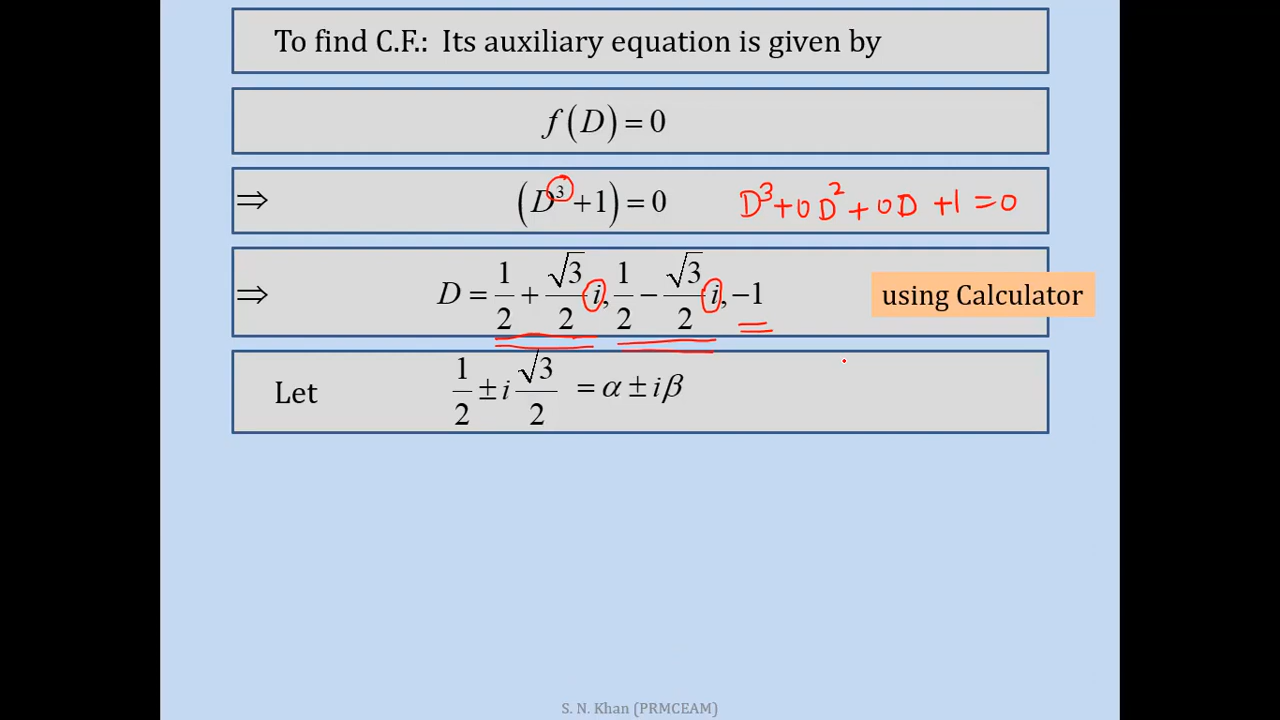 To find C.F.: Its auxiliary equation is given by
f(D)=0
⇒ (D³+1)=0 D³+0D²+0D+1=0
⇒ D=1/2+√3/2 i, 1/2−√3/2 i, −1 using Calculator
Let 1/2 ± i √3/2 = α ± iβ
S. N. Khan (PRMCEAM)